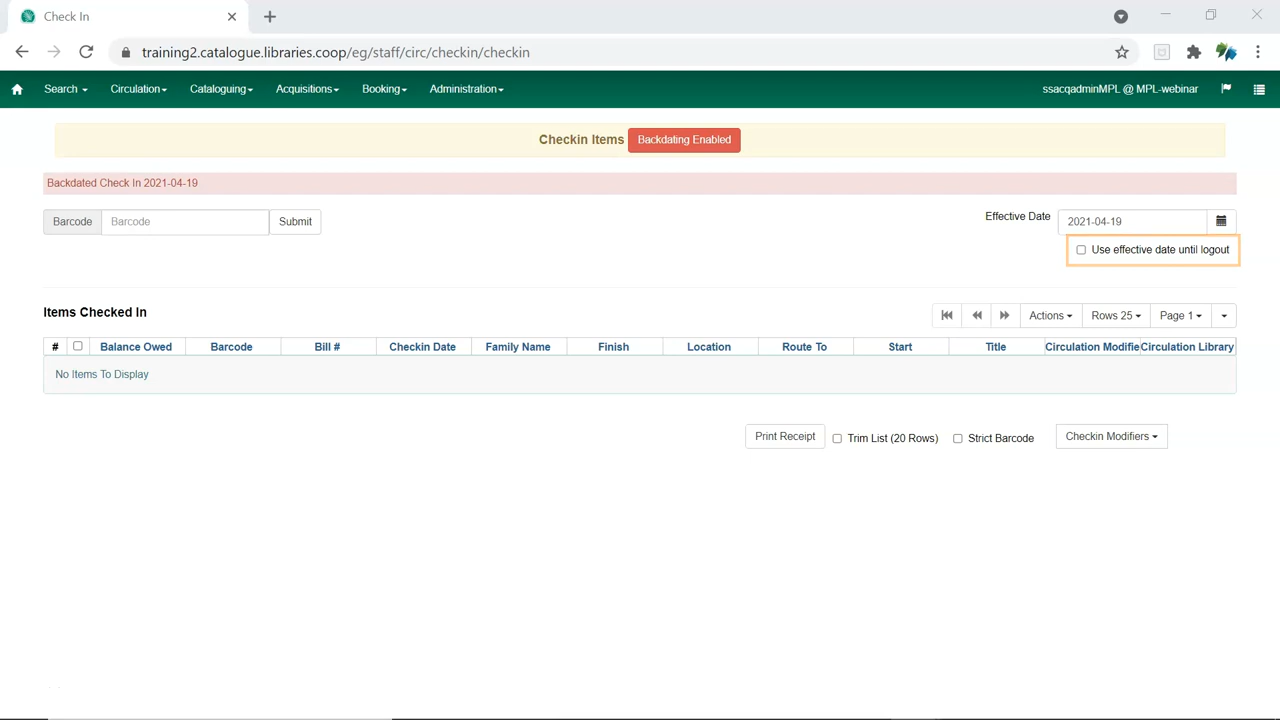 Check In
training2.catalogue.libraries.coop/eg/staff/circ/checkin/checkin
Search Circulation Cataloguing Acquisitions Booking Administration ssacqadminMPL @ MPL-webinar
Checkin Items Backdating Enabled
Backdated Check In 2021-04-19
Barcode Barcode Submit Effective Date 2021-04-19
Use effective date until logout
Items Checked In Actions Rows 25 Page 1
# Balance Owed Barcode Bill # Checkin Date Family Name Finish Location Route To Start Title Circulation Modifie Circulation Library
No Items To Display
Print Receipt Trim List (20 Rows) Strict Barcode Checkin Modifiers